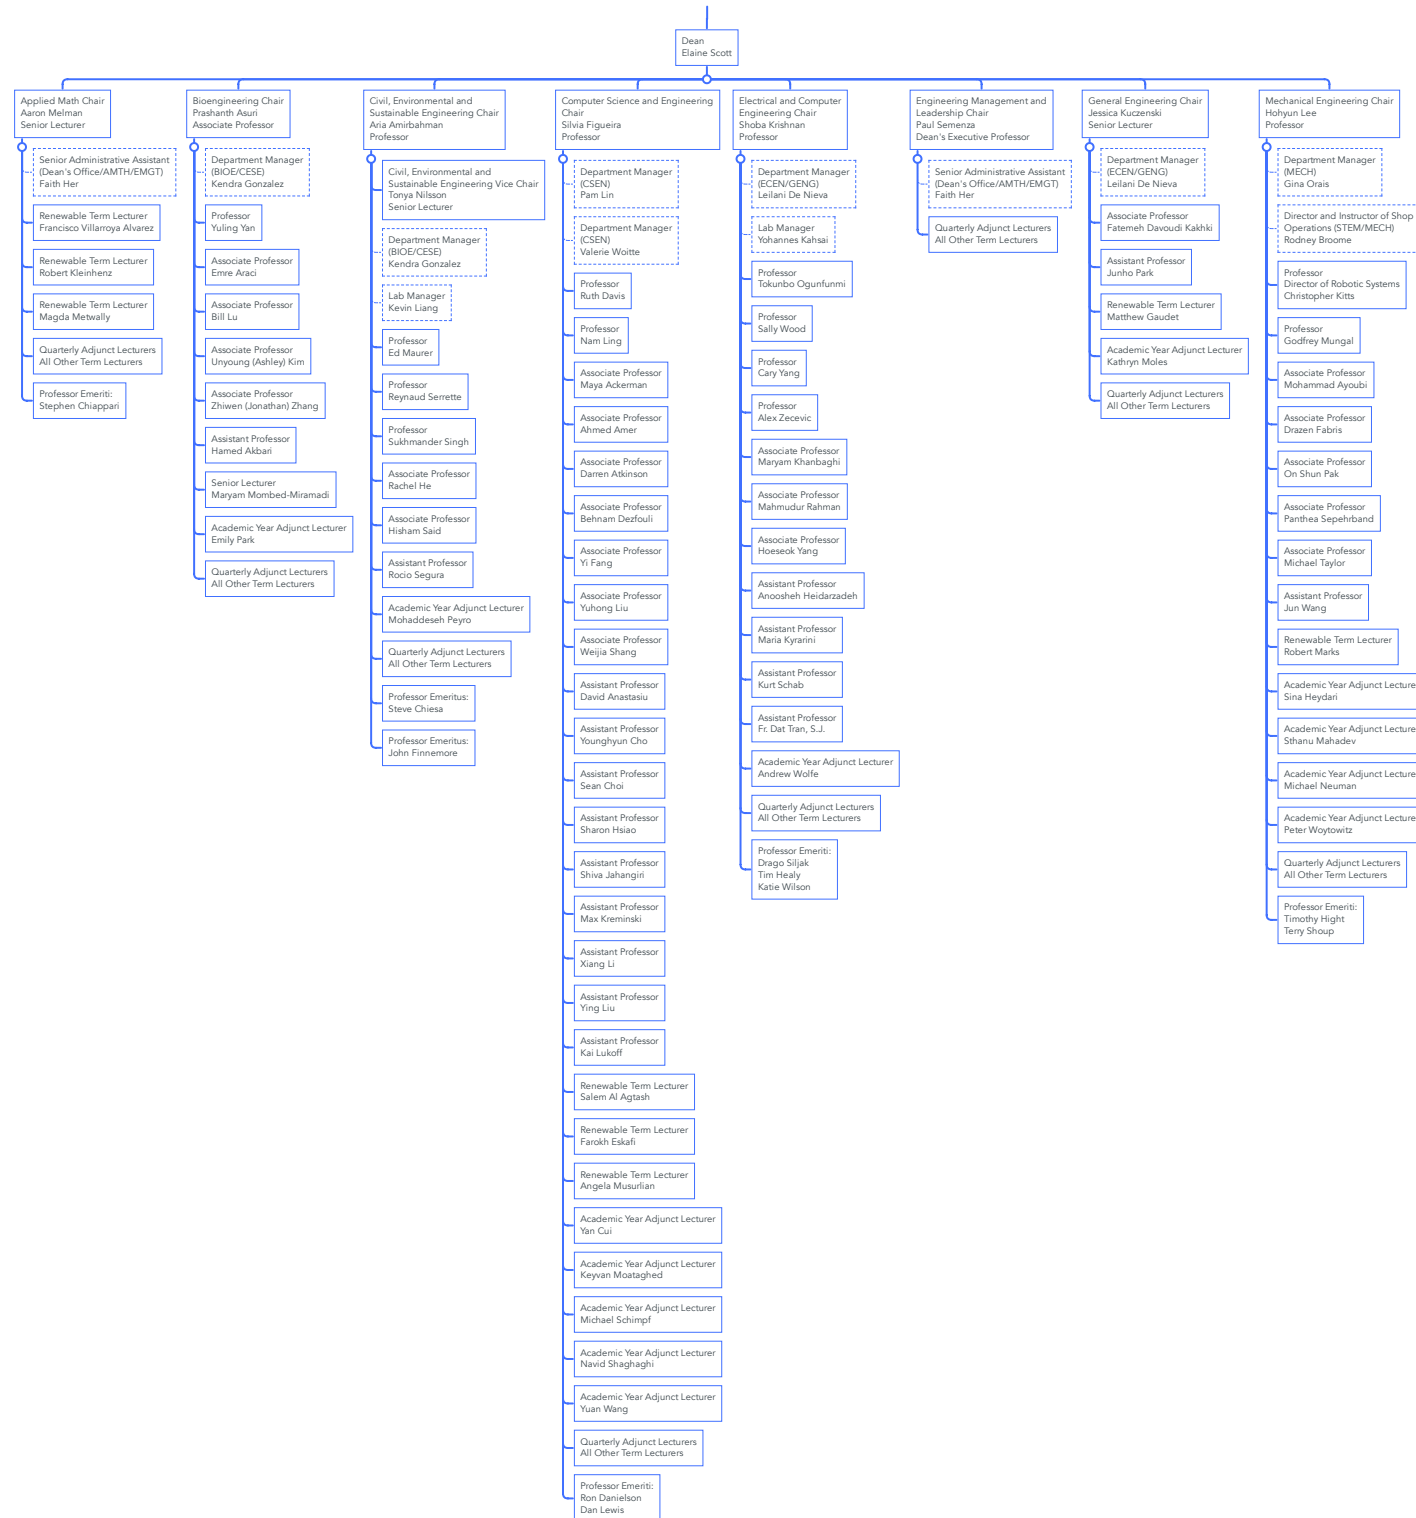 Dean
Elaine Scott
Applied Math Chair
Aaron Melman
Senior Lecturer
Senior Administrative Assistant
(Dean's Office/AMTH/EMGT)
Faith Her
Renewable Term Lecturer
Francisco Villarroya Alvarez
Renewable Term Lecturer
Robert Kleinhenz
Renewable Term Lecturer
Magda Metwally
Quarterly Adjunct Lecturers
All Other Term Lecturers
Professor Emeriti:
Stephen Chiappari
Bioengineering Chair
Prashanth Asuri
Associate Professor
Department Manager
(BIOE/CESE)
Kendra Gonzalez
Professor
Yuling Yan
Associate Professor
Emre Araci
Associate Professor
Bill Lu
Associate Professor
Unyoung (Ashley) Kim
Associate Professor
Zhiwen (Jonathan) Zhang
Assistant Professor
Hamed Akbari
Senior Lecturer
Maryam Mombed-Miramadi
Academic Year Adjunct Lecturer
Emily Park
Quarterly Adjunct Lecturers
All Other Term Lecturers
Civil, Environmental and
Sustainable Engineering Chair
Aria Amirbahman
Professor
Civil, Environmental and
Sustainable Engineering Vice Chair
Tonya Nilsson
Senior Lecturer
Department Manager
(BIOE/CESE)
Kendra Gonzalez
Lab Manager
Kevin Liang
Professor
Ed Maurer
Professor
Reynaud Serrette
Professor
Sukhmander Singh
Associate Professor
Rachel He
Associate Professor
Hisham Said
Assistant Professor
Rocio Segura
Academic Year Adjunct Lecturer
Mohaddeseh Peyro
Quarterly Adjunct Lecturers
All Other Term Lecturers
Professor Emeritus:
Steve Chiesa
Professor Emeritus:
John Finnemore
Computer Science and Engineering
Chair
Silvia Figueira
Professor
Department Manager
(CSEN)
Pam Lin
Department Manager
(CSEN)
Valerie Woitte
Professor
Ruth Davis
Professor
Nam Ling
Associate Professor
Maya Ackerman
Associate Professor
Ahmed Amer
Associate Professor
Darren Atkinson
Associate Professor
Behnam Dezfouli
Associate Professor
Yi Fang
Associate Professor
Yuhong Liu
Associate Professor
Weijia Shang
Assistant Professor
David Anastasiu
Assistant Professor
Younghyun Cho
Assistant Professor
Sean Choi
Assistant Professor
Sharon Hsiao
Assistant Professor
Shiva Jahangiri
Assistant Professor
Max Kreminski
Assistant Professor
Xiang Li
Assistant Professor
Ying Liu
Assistant Professor
Kai Lukoff
Renewable Term Lecturer
Salem Al Agtash
Renewable Term Lecturer
Farokh Eskafi
Renewable Term Lecturer
Angela Musurlian
Academic Year Adjunct Lecturer
Yan Cui
Academic Year Adjunct Lecturer
Keyvan Moataghed
Academic Year Adjunct Lecturer
Michael Schimpf
Academic Year Adjunct Lecturer
Navid Shaghaghi
Academic Year Adjunct Lecturer
Yuan Wang
Quarterly Adjunct Lecturers
All Other Term Lecturers
Professor Emeriti:
Ron Danielson
Dan Lewis
Electrical and Computer
Engineering Chair
Shoba Krishnan
Professor
Department Manager
(ECEN/GENG)
Leilani De Nieva
Lab Manager
Yohannes Kahsai
Professor
Tokunbo Ogunfunmi
Professor
Sally Wood
Professor
Cary Yang
Professor
Alex Zecevic
Associate Professor
Maryam Khanbaghi
Associate Professor
Mahmudur Rahman
Associate Professor
Hoeseok Yang
Assistant Professor
Anoosheh Heidarzadeh
Assistant Professor
Maria Kyrarini
Assistant Professor
Kurt Schab
Assistant Professor
Fr. Dat Tran, S.J.
Academic Year Adjunct Lecturer
Andrew Wolfe
Quarterly Adjunct Lecturers
All Other Term Lecturers
Professor Emeriti:
Drago Siljak
Tim Healy
Katie Wilson
Engineering Management and
Leadership Chair
Paul Semenza
Dean's Executive Professor
Senior Administrative Assistant
(Dean's Office/AMTH/EMGT)
Faith Her
Quarterly Adjunct Lecturers
All Other Term Lecturers
General Engineering Chair
Jessica Kuczenski
Senior Lecturer
Department Manager
(ECEN/GENG)
Leilani De Nieva
Associate Professor
Fatemeh Davoudi Kakhki
Assistant Professor
Junho Park
Renewable Term Lecturer
Matthew Gaudet
Academic Year Adjunct Lecturer
Kathryn Moles
Quarterly Adjunct Lecturers
All Other Term Lecturers
Mechanical Engineering Chair
Hohyun Lee
Professor
Department Manager
(MECH)
Gina Orais
Director and Instructor of Shop
Operations (STEM/MECH)
Rodney Broome
Professor
Director of Robotic Systems
Christopher Kitts
Professor
Godfrey Mungal
Associate Professor
Mohammad Ayoubi
Associate Professor
Drazen Fabris
Associate Professor
On Shun Pak
Associate Professor
Panthea Sepehrband
Associate Professor
Michael Taylor
Assistant Professor
Jun Wang
Renewable Term Lecturer
Robert Marks
Academic Year Adjunct Lecture
Sina Heydari
Academic Year Adjunct Lecture
Sthanu Mahadev
Academic Year Adjunct Lecture
Michael Neuman
Academic Year Adjunct Lecture
Peter Woytowitz
Quarterly Adjunct Lecturers
All Other Term Lecturers
Professor Emeriti:
Timothy Hight
Terry Shoup